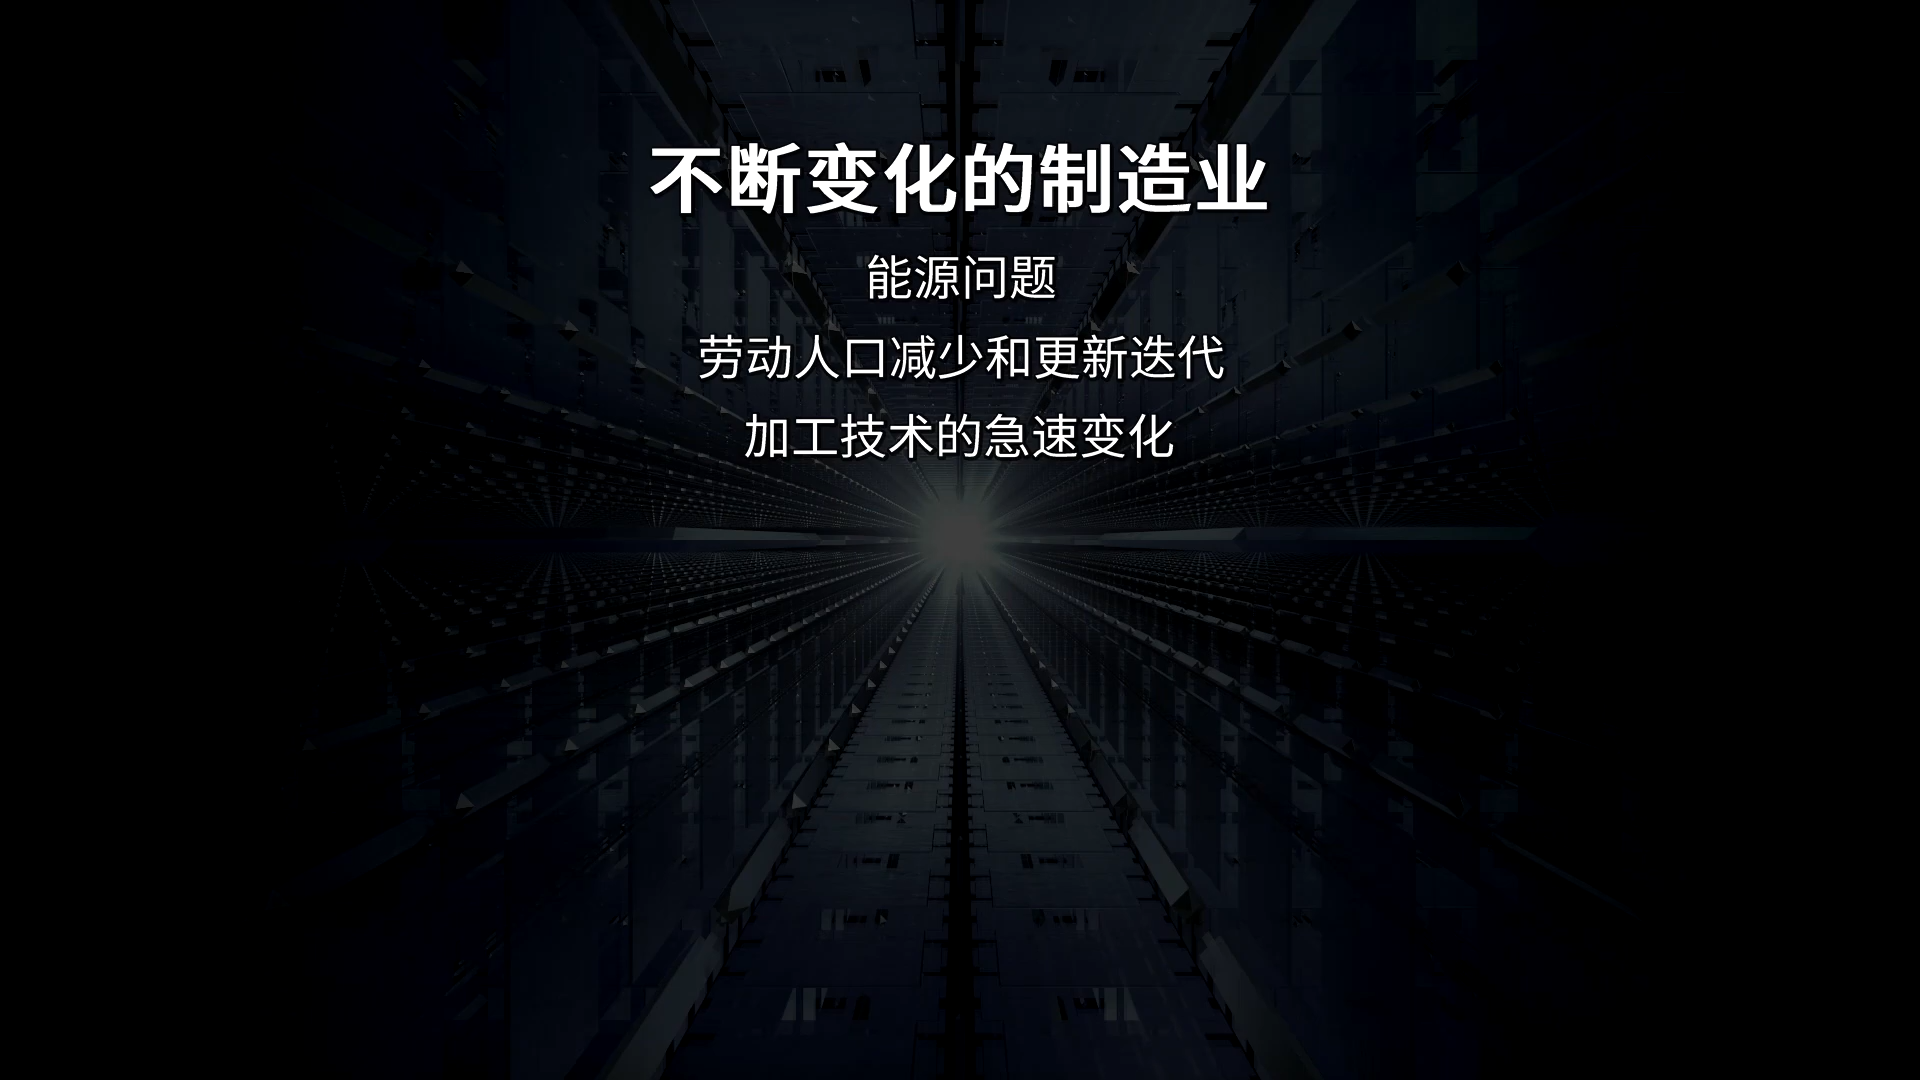 不断变化的制造业
能源问题
劳动人口减少和更新迭代
加工技术的急速变化